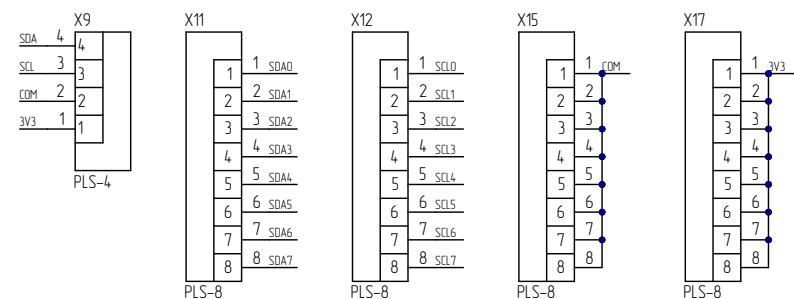 X9
SDA 4 4
SCL 3 3
COM 2 2
3V3 1 1
PLS-4
X11
1 1 SDA0
2 2 SDA1
3 3 SDA2
4 4 SDA3
5 5 SDA4
6 6 SDA5
7 7 SDA6
8 8 SDA7
PLS-8
X12
1 1 SCL0
2 2 SCL1
3 3 SCL2
4 4 SCL3
5 5 SCL4
6 6 SCL5
7 7 SCL6
8 8 SCL7
PLS-8
X15
1 1 COM
2 2
3 3
4 4
5 5
6 6
7 7
8 8
PLS-8
X17
1 1 3V3
2 2
3 3
4 4
5 5
6 6
7 7
8 8
PLS-8